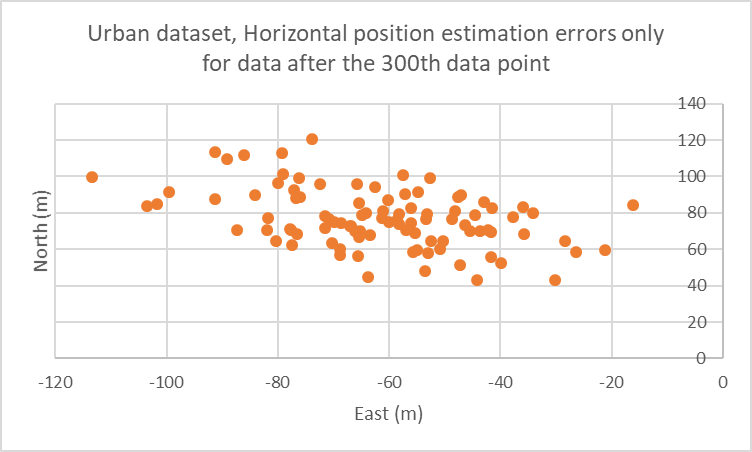 Urban dataset, Horizontal position estimation errors only
for data after the 300th data point
140
120
100
80
60
40
20
0
North (m)
-120 -100 -80 -60 -40 -20 0
East (m)